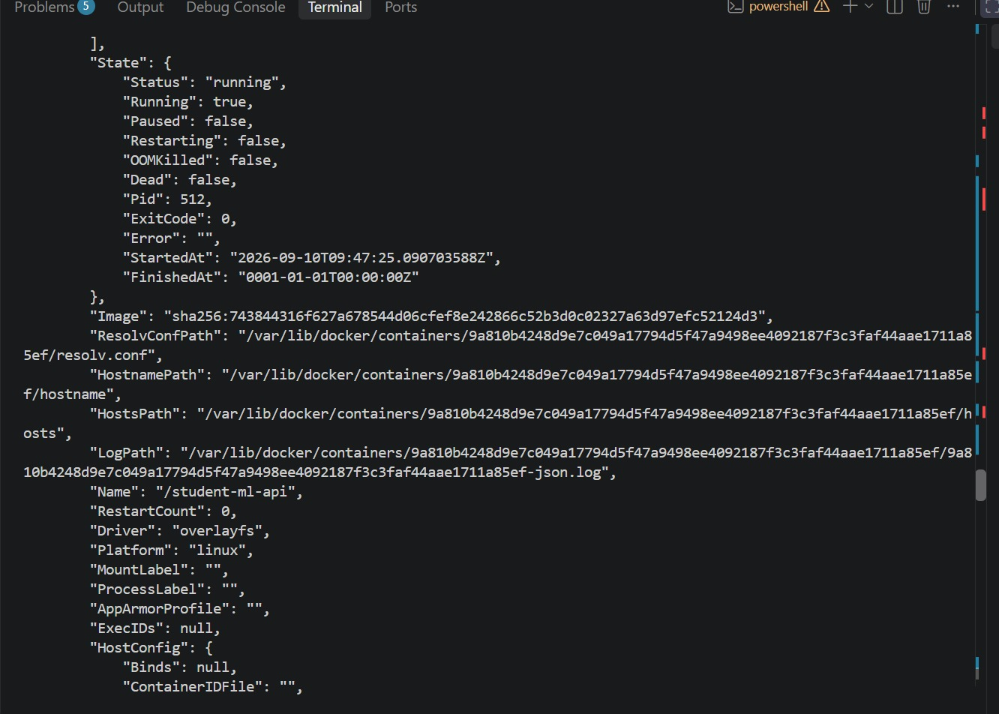 Problems 5 Output Debug Console Terminal Ports powershell
],
"State": {
"Status": "running",
"Running": true,
"Paused": false,
"Restarting": false,
"OOMKilled": false,
"Dead": false,
"Pid": 512,
"ExitCode": 0,
"Error": "",
"StartedAt": "2026-09-10T09:47:25.090703588Z",
"FinishedAt": "0001-01-01T00:00:00Z"
},
"Image": "sha256:743844316f627a678544d06cfef8e242866c52b3d0c02327a63d97efc52124d3",
"ResolvConfPath": "/var/lib/docker/containers/9a810b4248d9e7c049a17794d5f47a9498ee4092187f3c3faf44aae1711a8
5ef/resolv.conf",
"HostnamePath": "/var/lib/docker/containers/9a810b4248d9e7c049a17794d5f47a9498ee4092187f3c3faf44aae1711a85e
f/hostname",
"HostsPath": "/var/lib/docker/containers/9a810b4248d9e7c049a17794d5f47a9498ee4092187f3c3faf44aae1711a85ef/h
osts",
"LogPath": "/var/lib/docker/containers/9a810b4248d9e7c049a17794d5f47a9498ee4092187f3c3faf44aae1711a85ef/9a8
10b4248d9e7c049a17794d5f47a9498ee4092187f3c3faf44aae1711a85ef-json.log",
"Name": "/student-ml-api",
"RestartCount": 0,
"Driver": "overlayfs",
"Platform": "linux",
"MountLabel": "",
"ProcessLabel": "",
"AppArmorProfile": "",
"ExecIDs": null,
"HostConfig": {
"Binds": null,
"ContainerIDFile": "",